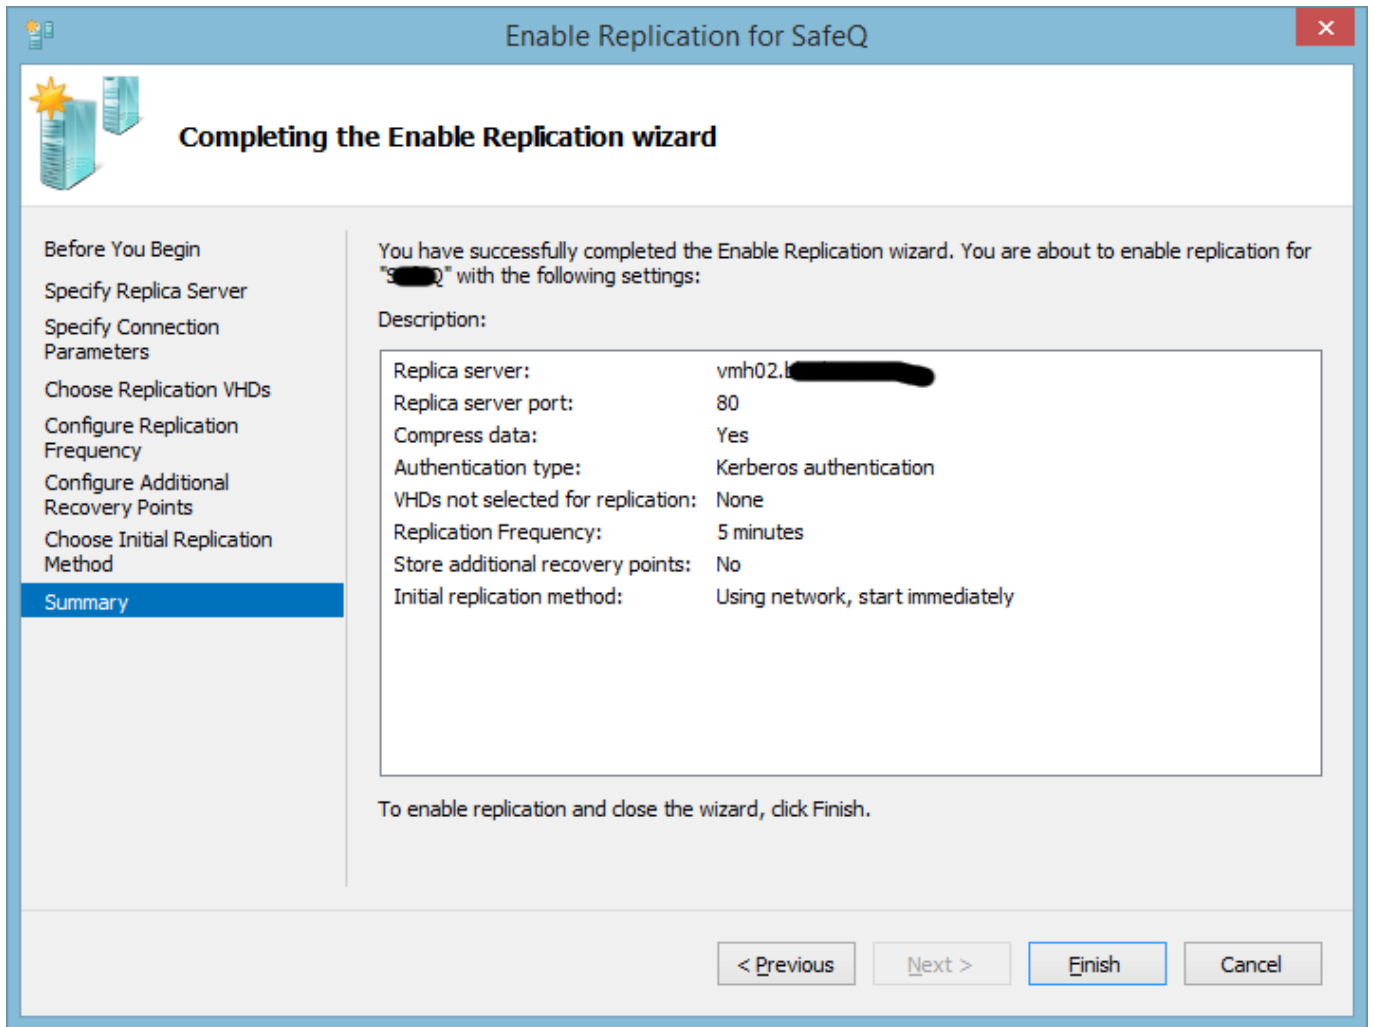 Enable Replication for SafeQ
Completing the Enable Replication wizard
Before You Begin
Specify Replica Server
Specify Connection
Parameters
Choose Replication VHDs
Configure Replication
Frequency
Configure Additional
Recovery Points
Choose Initial Replication
Method
Summary
You have successfully completed the Enable Replication wizard. You are about to enable replication for
" " with the following settings:
Description:
Replica server: vmh02.
Replica server port: 80
Compress data: Yes
Authentication type: Kerberos authentication
VHDs not selected for replication: None
Replication Frequency: 5 minutes
Store additional recovery points: No
Initial replication method: Using network, start immediately
To enable replication and close the wizard, click Finish.
< Previous
Next >
Finish
Cancel